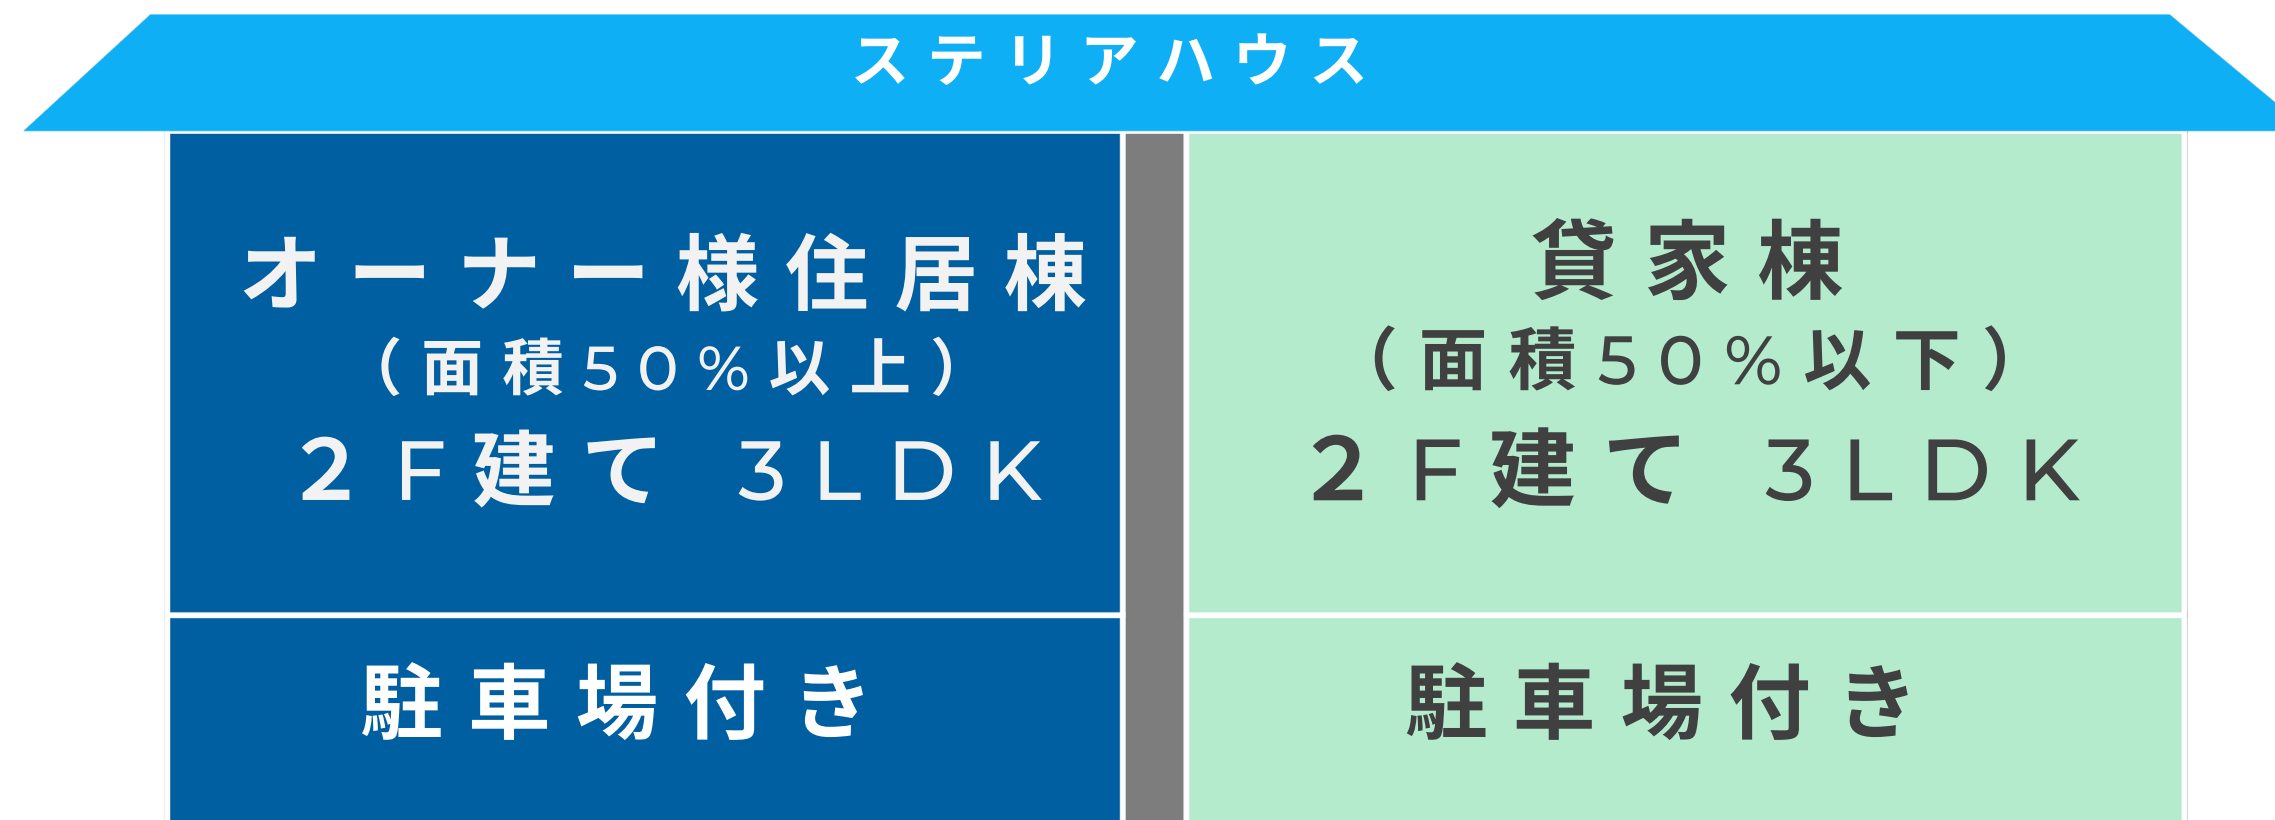 ステリアハウス
オーナー様住居棟
（面積50%以上）
２F建て 3LDK
駐車場付き
貸家棟
（面積50%以下）
２F建て 3LDK
駐車場付き